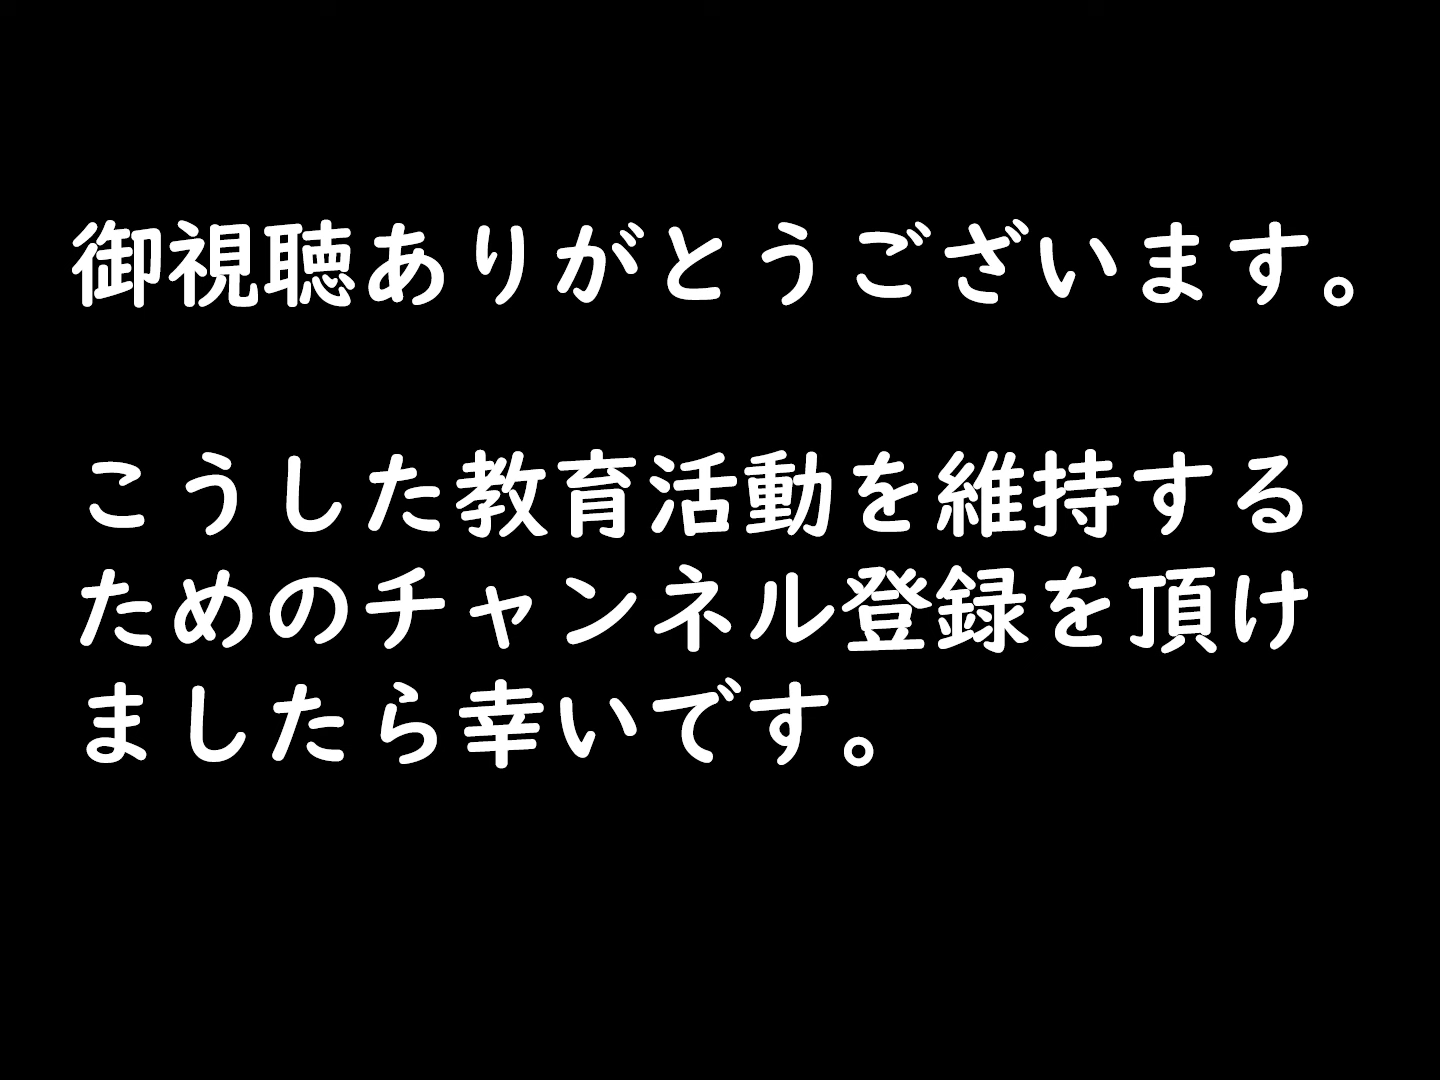 御視聴ありがとうございます。
こうした教育活動を維持する
ためのチャンネル登録を頂け
ましたら幸いです。